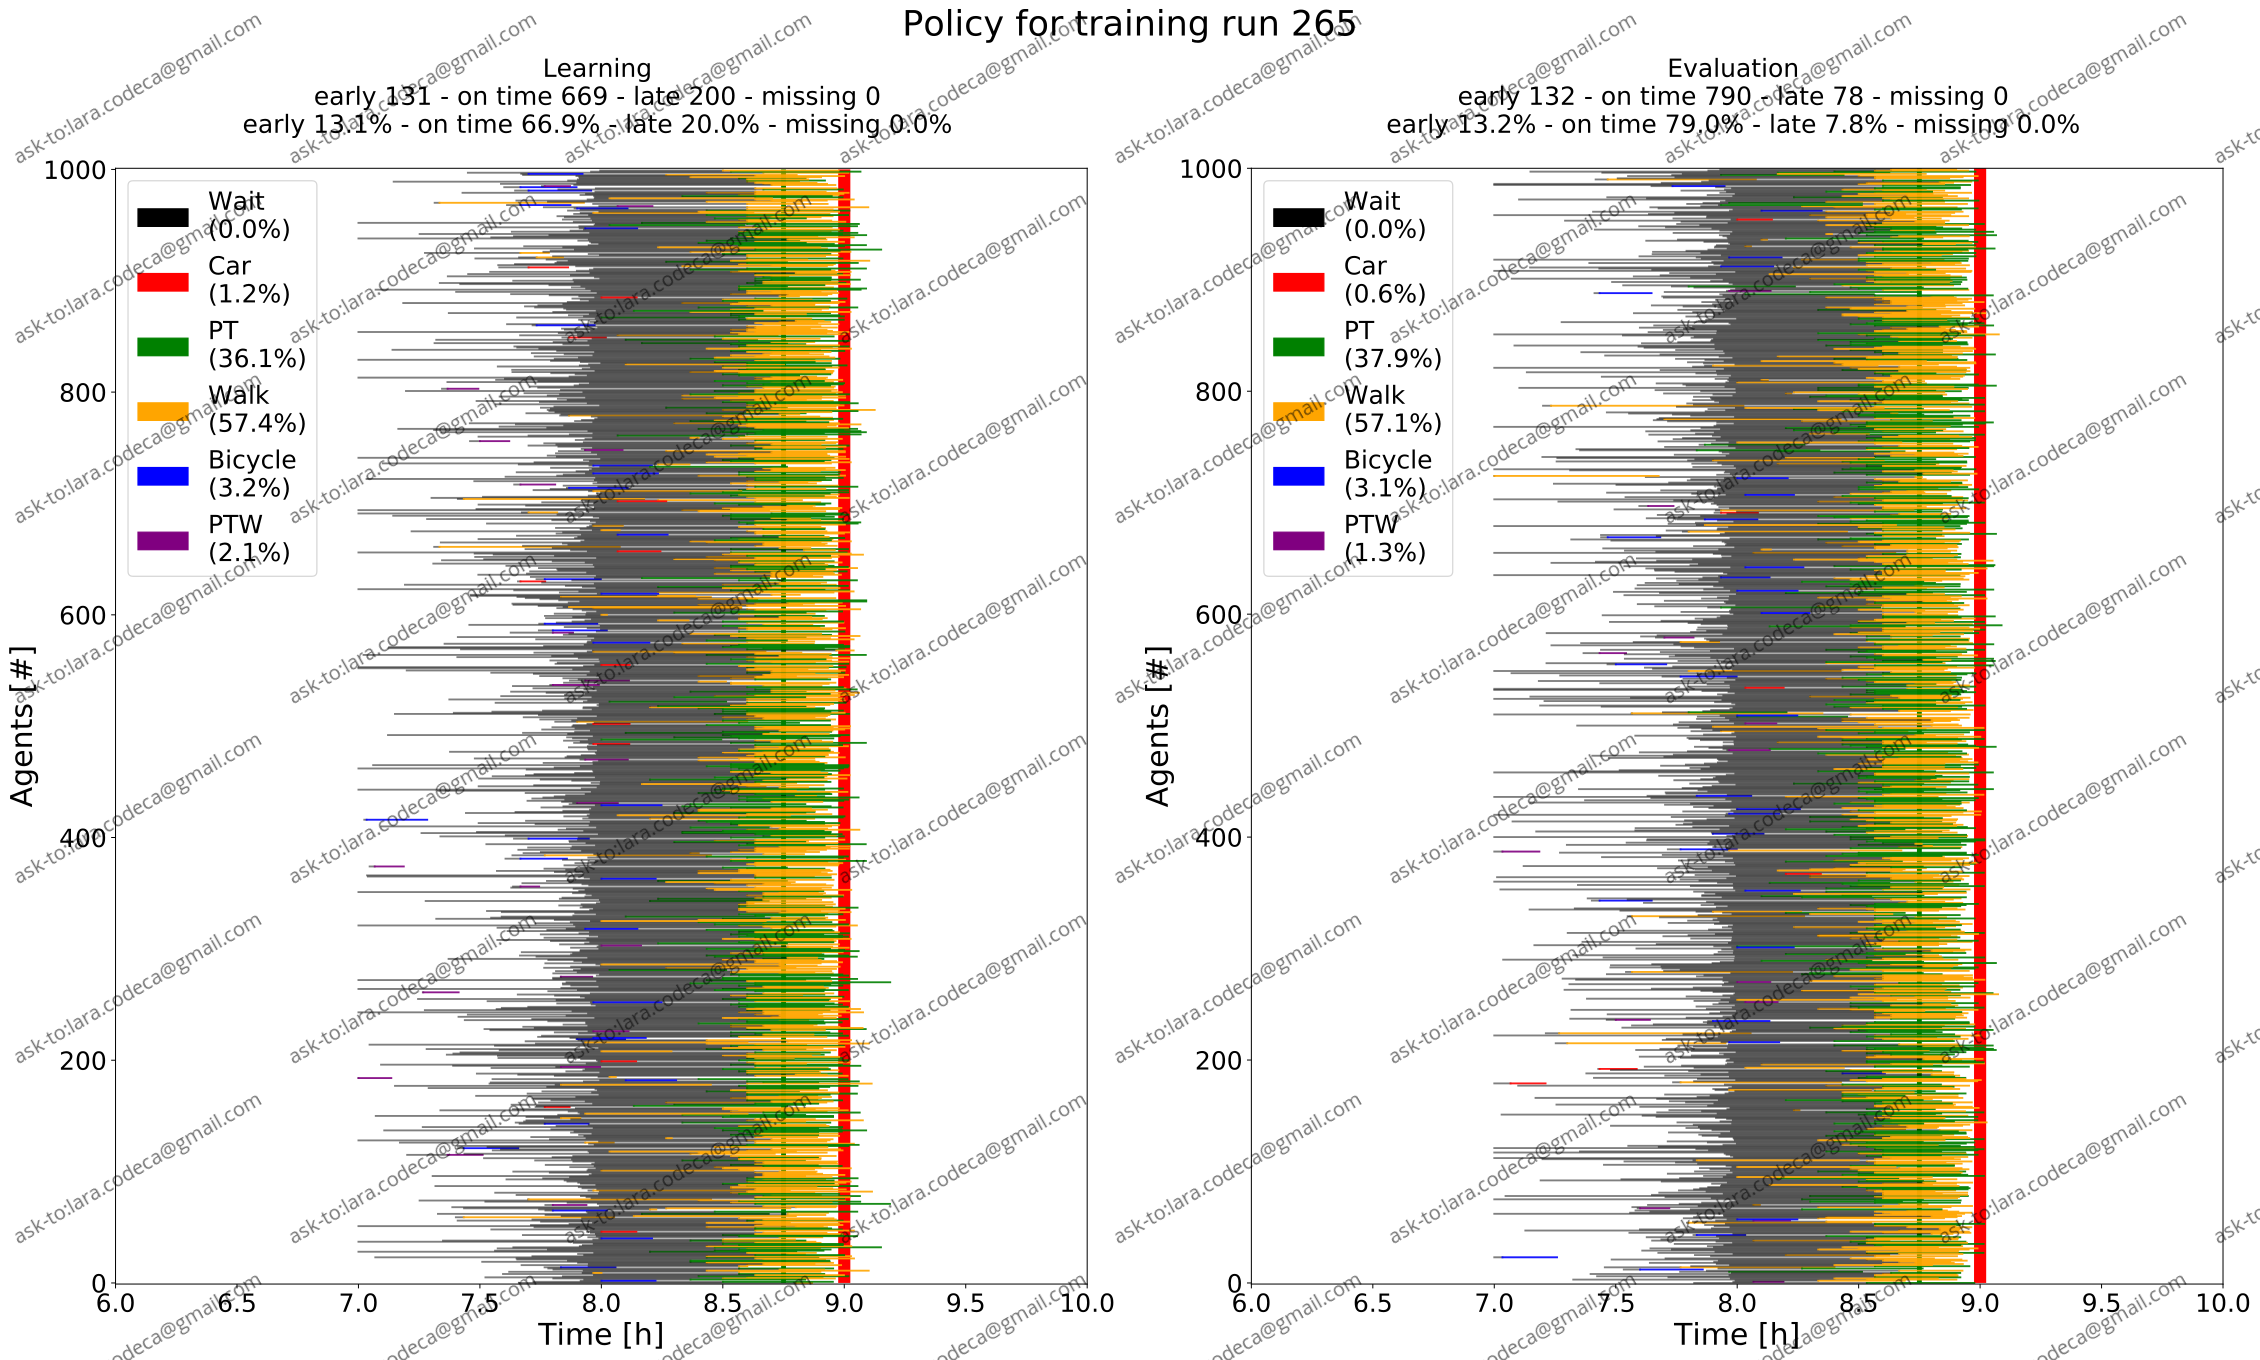 Policy for training run 265
Learning
early 131 - on time 669 - late 200 - missing 0
early 13.1% - on time 66.9% - late 20.0% - missing 0.0%
Evaluation
early 132 - on time 790 - late 78 - missing 0
early 13.2% - on time 79.0% - late 7.8% - missing 0.0%
Wait
(0.0%)
Car
(1.2%)
PT
(36.1%)
Walk
(57.4%)
Bicycle
(3.2%)
PTW
(2.1%)
1000
800
600
400
200
0
Agents [#]
6.0 6.5 7.0 7.5 8.0 8.5 9.0 9.5 10.0
Time [h]
Wait
(0.0%)
Car
(0.6%)
PT
(37.9%)
Walk
(57.1%)
Bicycle
(3.1%)
PTW
(1.3%)
1000
800
600
400
200
0
Agents [#]
6.0 6.5 7.0 7.5 8.0 8.5 9.0 9.5 10.0
Time [h]
ask-to:lara.codeca@gmail.com